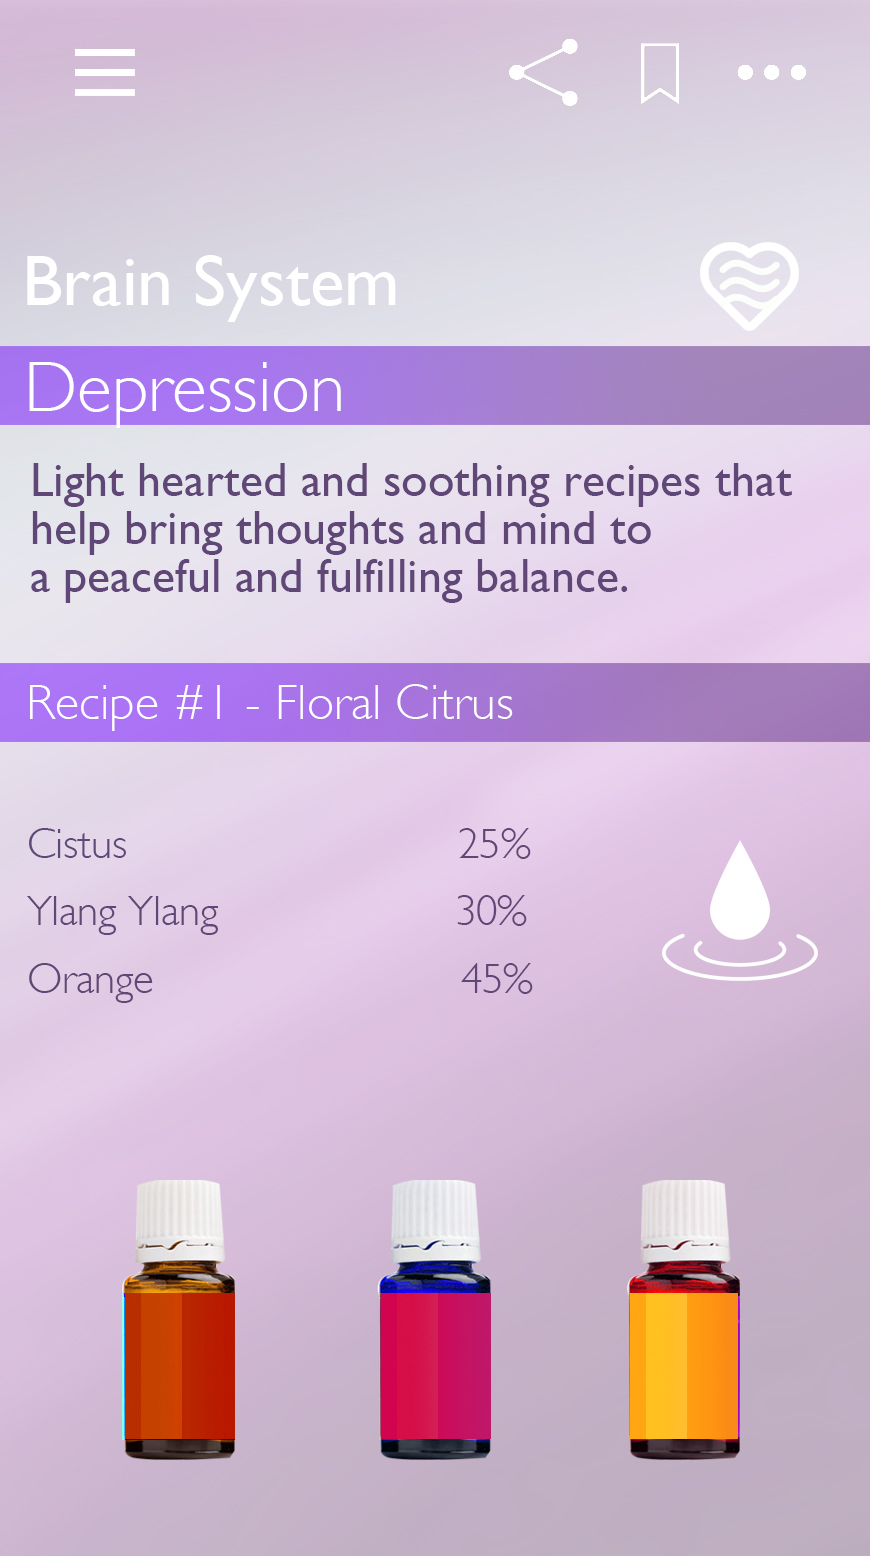 Brain System
Depression
Light hearted and soothing recipes that
help bring thoughts and mind to
a peaceful and fulfilling balance.
Recipe #1 - Floral Citrus
Cistus 25%
Ylang Ylang 30%
Orange 45%